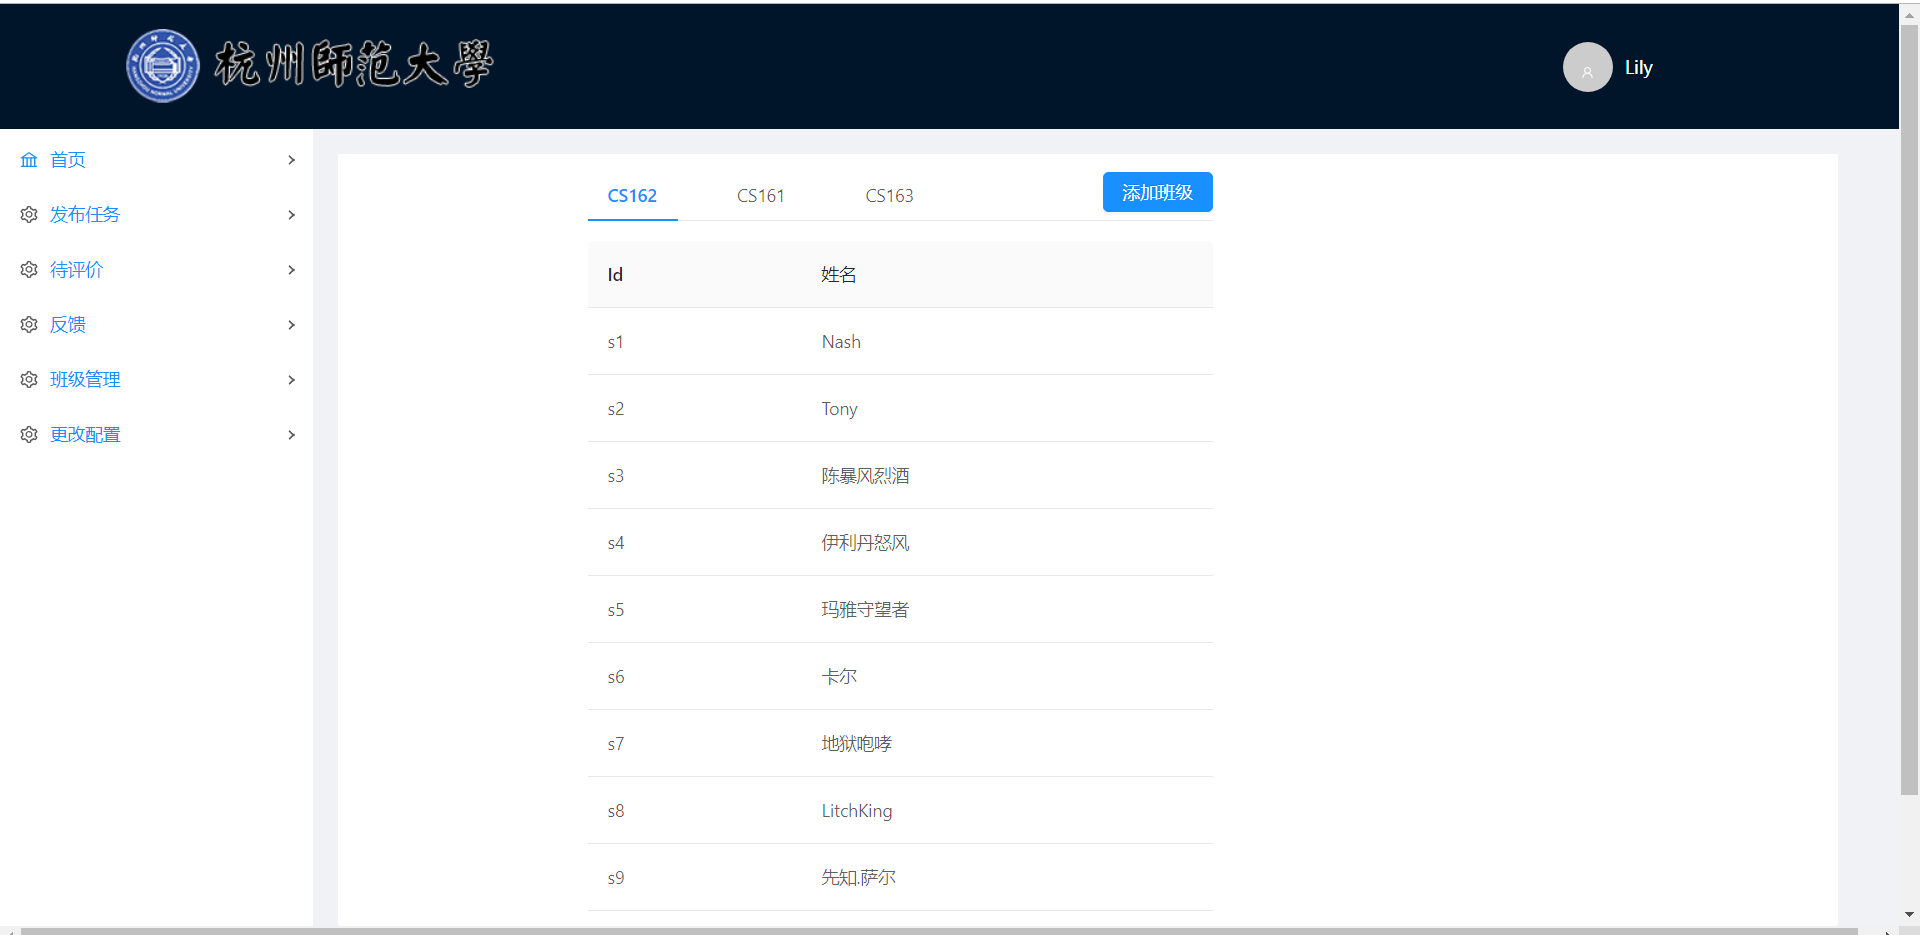 杭州師范大學
Lily
首页
发布任务
待评价
反馈
班级管理
更改配置
CS162 CS161 CS163 添加班级
Id 姓名
s1 Nash
s2 Tony
s3 陈暴风烈酒
s4 伊利丹怒风
s5 玛雅守望者
s6 卡尔
s7 地狱咆哮
s8 LitchKing
s9 先知.萨尔